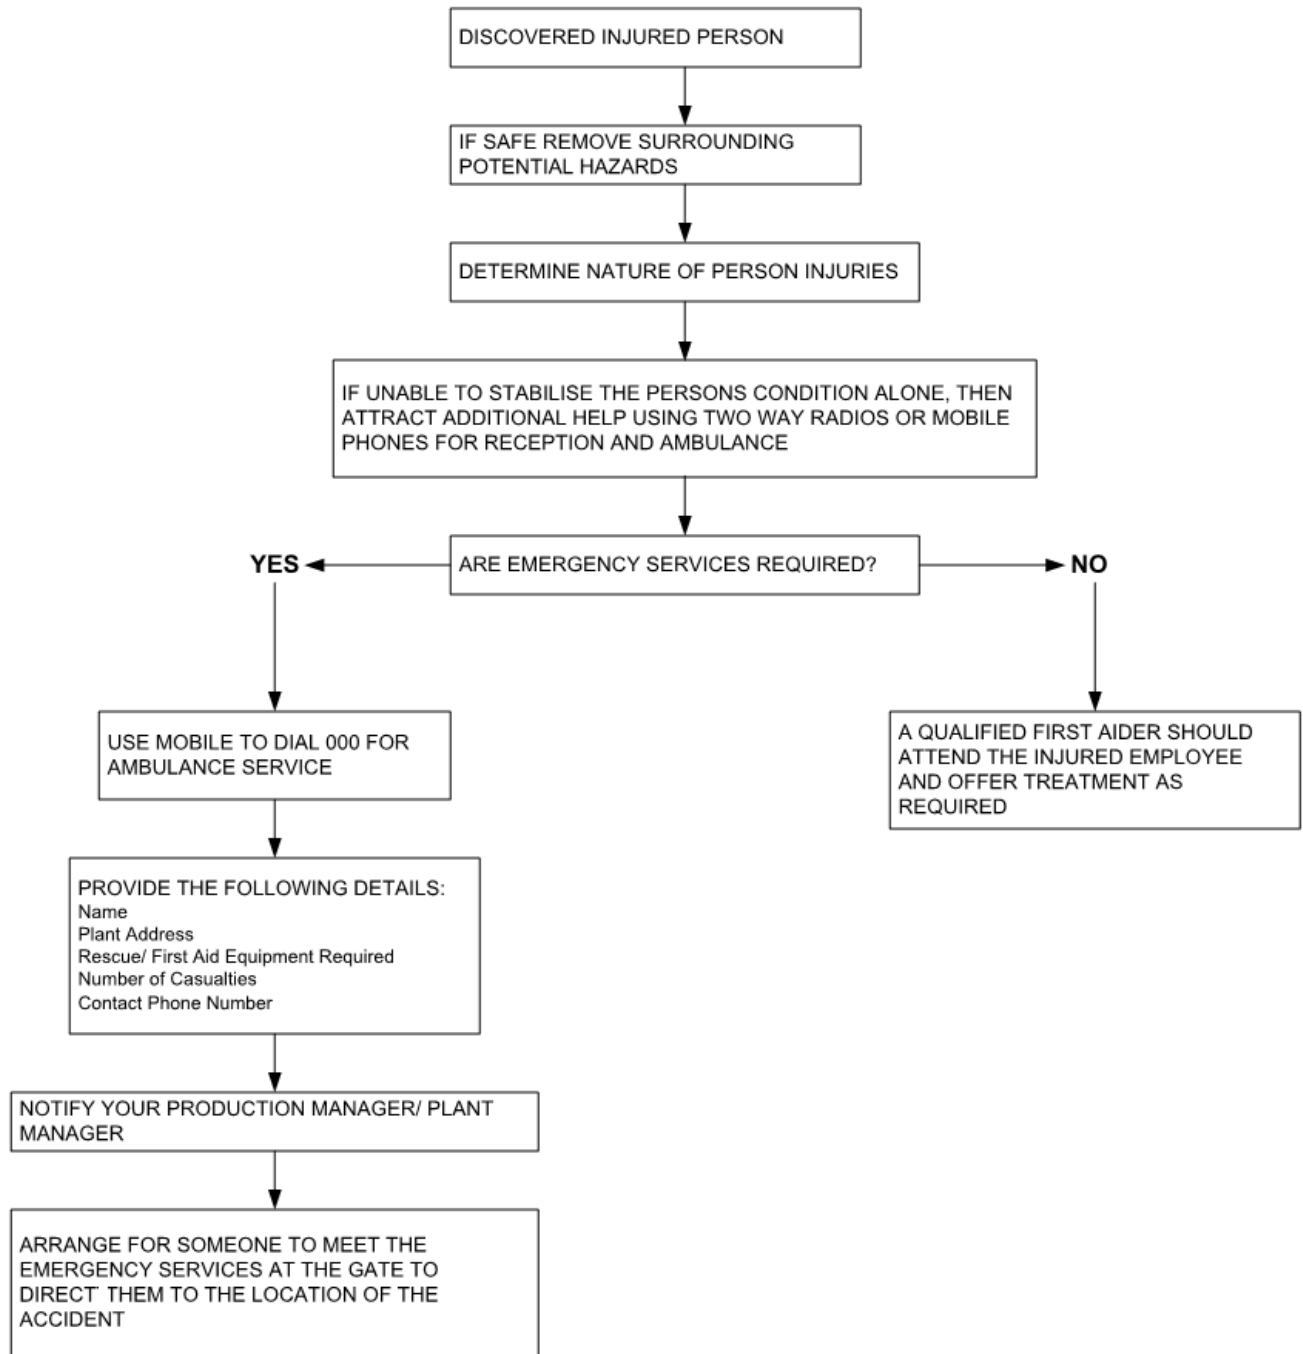 DISCOVERED INJURED PERSON
IF SAFE REMOVE SURROUNDING
POTENTIAL HAZARDS
DETERMINE NATURE OF PERSON INJURIES
IF UNABLE TO STABILISE THE PERSONS CONDITION ALONE, THEN
ATTRACT ADDITIONAL HELP USING TWO WAY RADIOS OR MOBILE
PHONES FOR RECEPTION AND AMBULANCE
YES
ARE EMERGENCY SERVICES REQUIRED?
NO
USE MOBILE TO DIAL 000 FOR
AMBULANCE SERVICE
A QUALIFIED FIRST AIDER SHOULD
ATTEND THE INJURED EMPLOYEE
AND OFFER TREATMENT AS
REQUIRED
PROVIDE THE FOLLOWING DETAILS:
Name
Plant Address
Rescue/ First Aid Equipment Required
Number of Casualties
Contact Phone Number
NOTIFY YOUR PRODUCTION MANAGER/ PLANT
MANAGER
ARRANGE FOR SOMEONE TO MEET THE
EMERGENCY SERVICES AT THE GATE TO
DIRECT THEM TO THE LOCATION OF THE
ACCIDENT